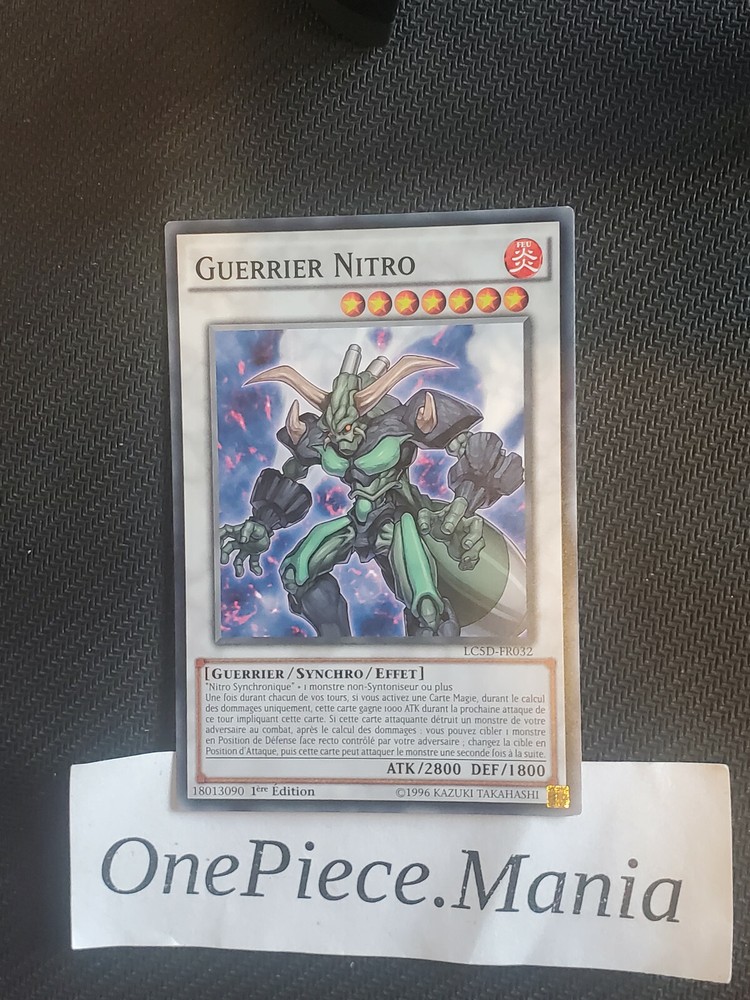 GUERRIER NITRO
FEU
炎
LC5D-FR032
[GUERRIER/SYNCHRO/EFFET]
"Nitro Synchronique" + 1 monstre non-Syntoniseur ou plus
Une fois durant chacun de vos tours, si vous activez une Carte Magie, durant le calcul
des dommages uniquement, cette carte gagne 1000 ATK durant la prochaine attaque de
ce tour impliquant cette carte. Si cette carte attaquante détruit un monstre de votre
adversaire au combat, après le calcul des dommages : vous pouvez cibler 1 monstre
en Position de Défense face recto contrôlé par votre adversaire ; changez la cible en
Position d'Attaque, puis cette carte peut attaquer le monstre une seconde fois à la suite.
ATK/2800 DEF/1800
18013090 1ère Édition ©1996 KAZUKI TAKAHASHI
OnePiece.Mania